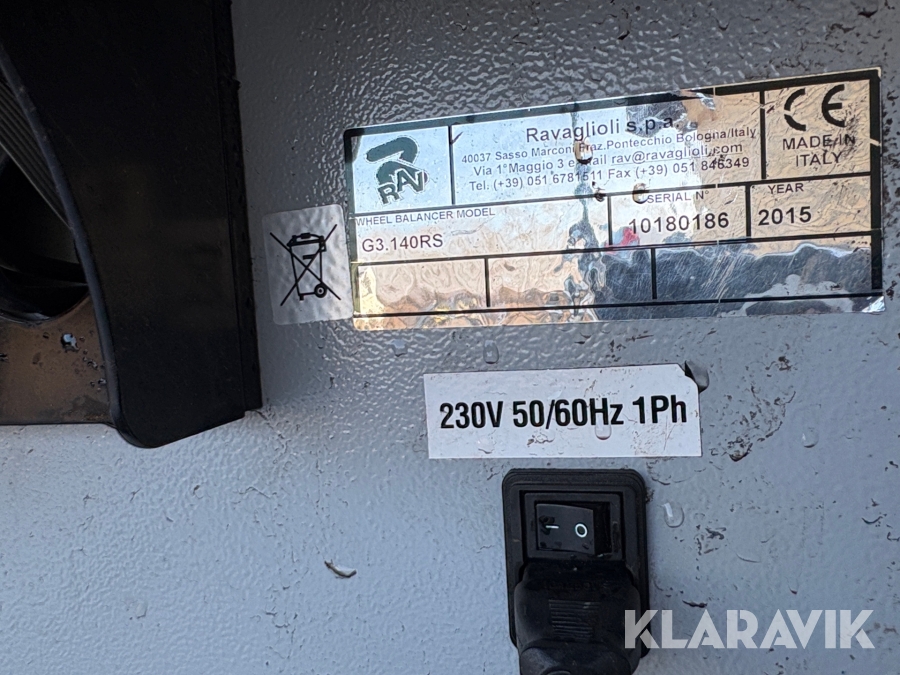 RAV
Ravaglioli s.p.a.
40037 Sasso Marconi Fraz.Pontecchio Bologna/Italy
Via 1°Maggio 3 e-mail rav@ravaglioli.com
Tel. (+39) 051 6781511 Fax (+39) 051 846349
CE
MADE IN
ITALY
WHEEL BALANCER MODEL
G3.140RS
SERIAL N°
10180186
YEAR
2015
230V 50/60Hz 1Ph
I O
KLARAVIK